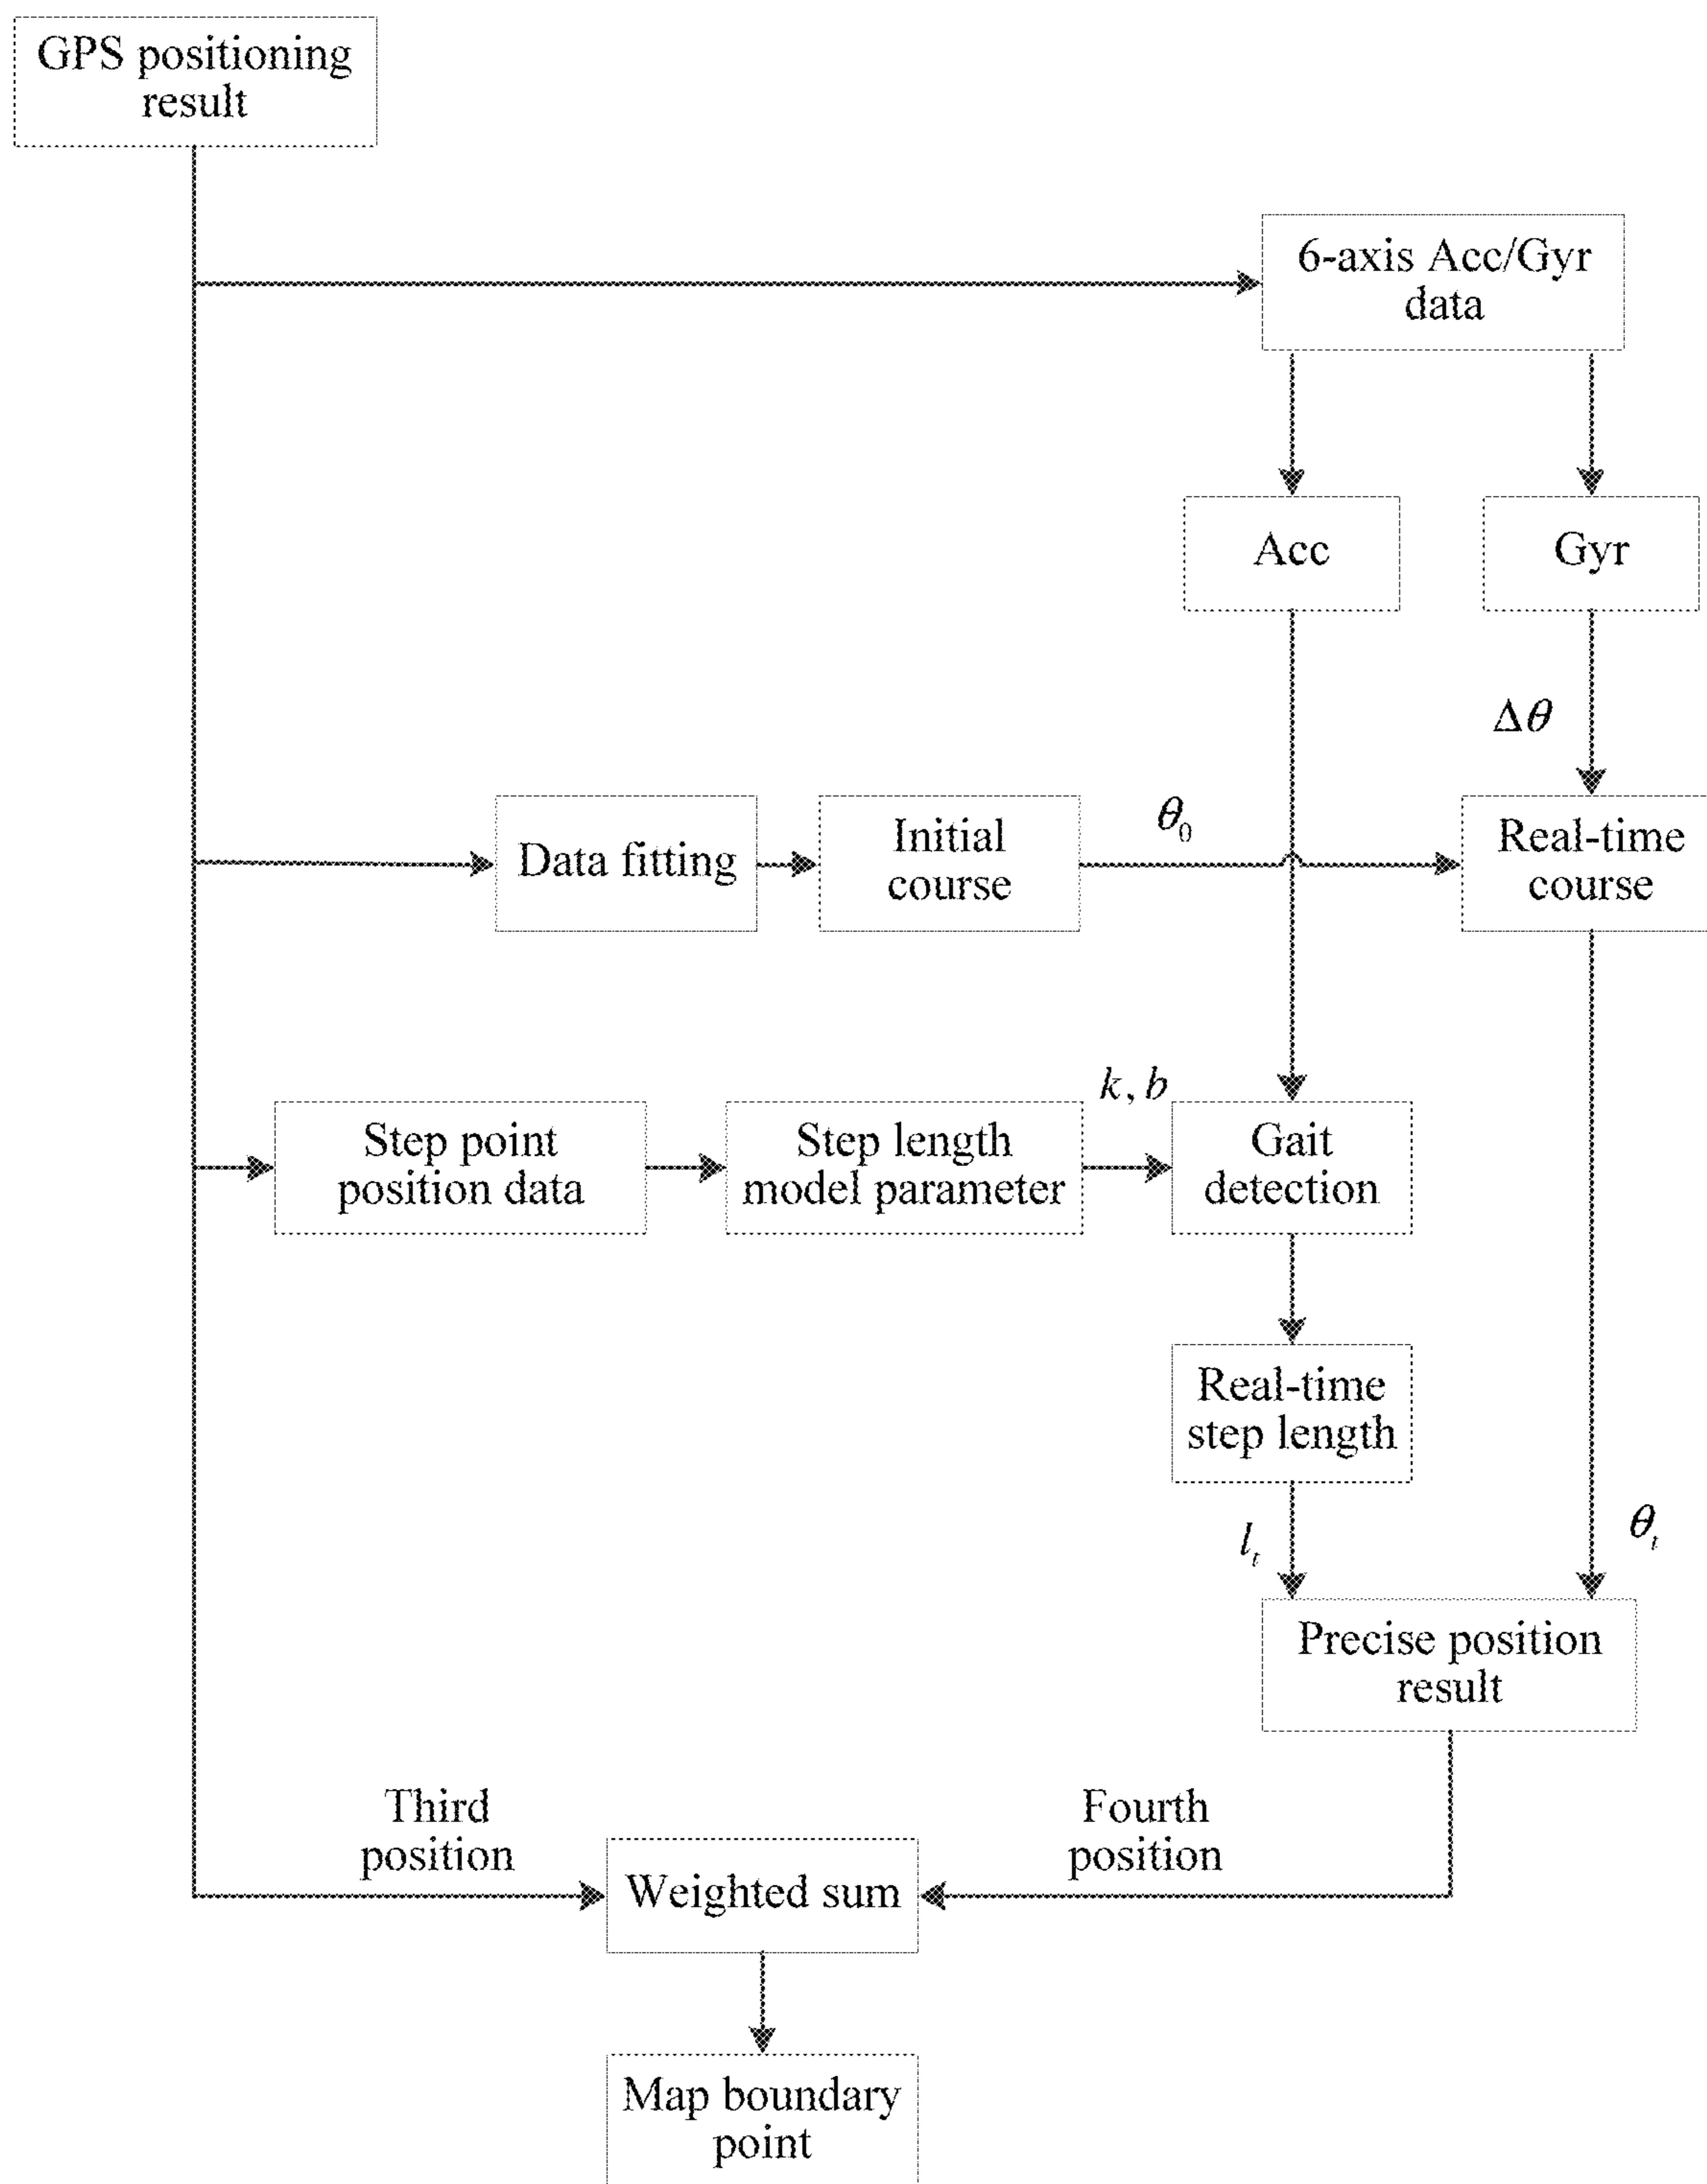 GPS positioning
result
6-axis Acc/Gyr
data
Acc
Gyr
Δθ
Data fitting
Initial
course
θ₀
Real-time
course
Step point
position data
Step length
model parameter
k, b
Gait
detection
Real-time
step length
lₜ
θₜ
Precise position
result
Third
position
Fourth
position
Weighted sum
Map boundary
point